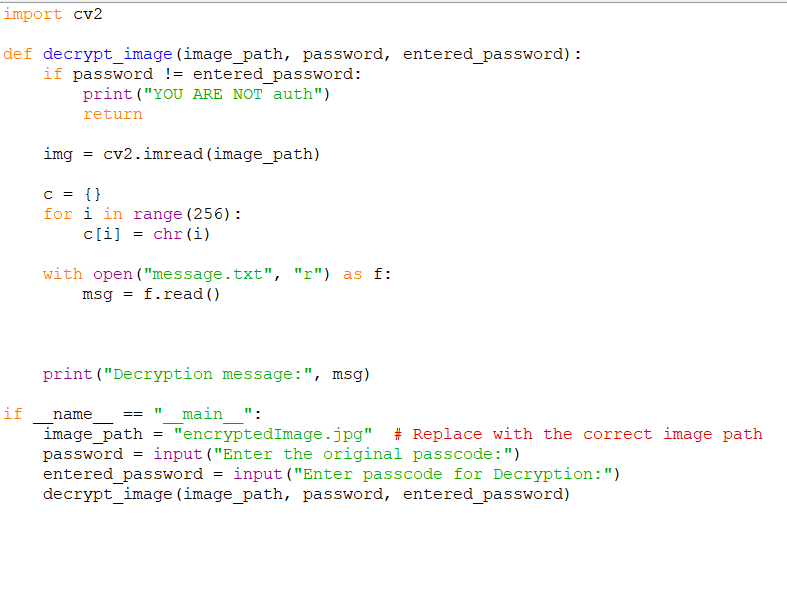 import cv2

def decrypt_image(image_path, password, entered_password):
    if password != entered_password:
        print("YOU ARE NOT auth")
        return

    img = cv2.imread(image_path)

    c = {}
    for i in range(256):
        c[i] = chr(i)

    with open("message.txt", "r") as f:
        msg = f.read()

    print("Decryption message:", msg)

if __name__ == "__main__":
    image_path = "encryptedImage.jpg"  # Replace with the correct image path
    password = input("Enter the original passcode:")
    entered_password = input("Enter passcode for Decryption:")
    decrypt_image(image_path, password, entered_password)